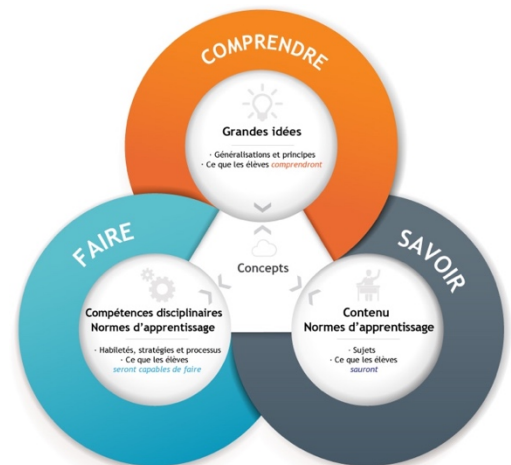 COMPRENDRE
Grandes idées
· Généralisations et principes
· Ce que les élèves comprendront
FAIRE
Compétences disciplinaires
Normes d'apprentissage
· Habiletés, stratégies et processus
· Ce que les élèves
seront capables de faire
Concepts
SAVOIR
Contenu
Normes d'apprentissage
· Sujets
· Ce que les élèves
sauront